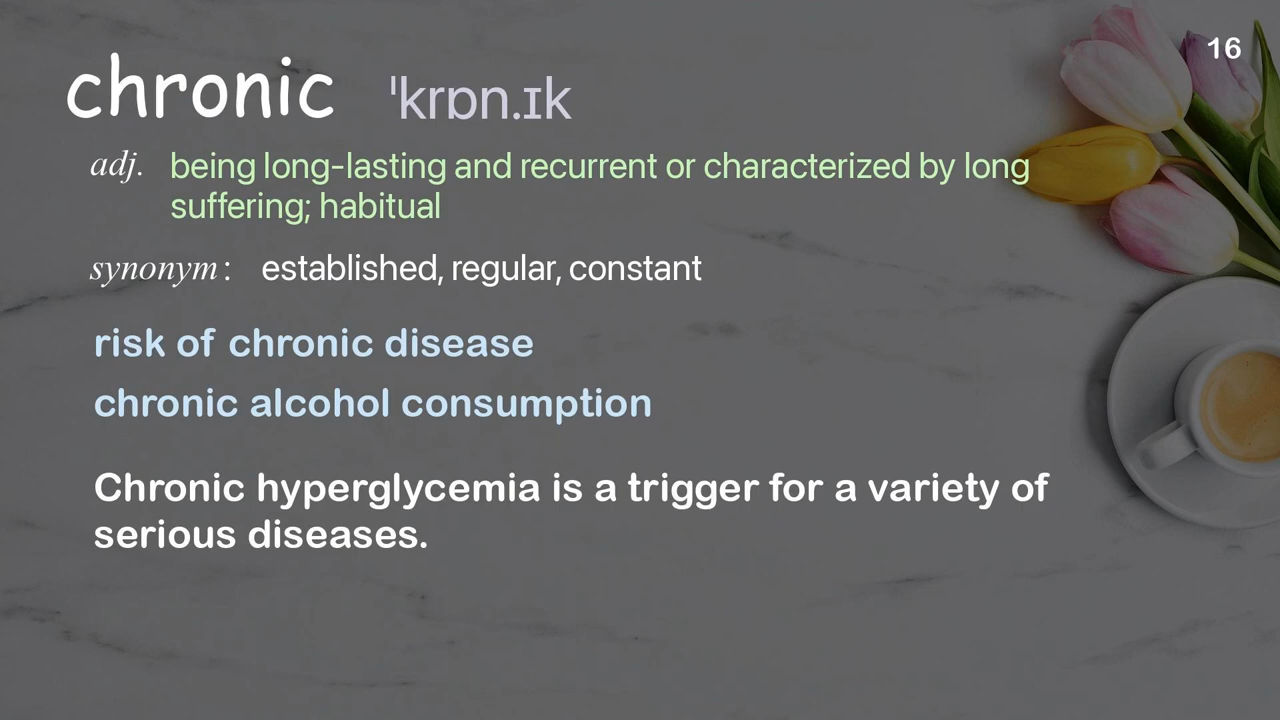 16
chronic ˈkrɒn.ɪk
adj. being long-lasting and recurrent or characterized by long
suffering; habitual
synonym : established, regular, constant
risk of chronic disease
chronic alcohol consumption
Chronic hyperglycemia is a trigger for a variety of
serious diseases.